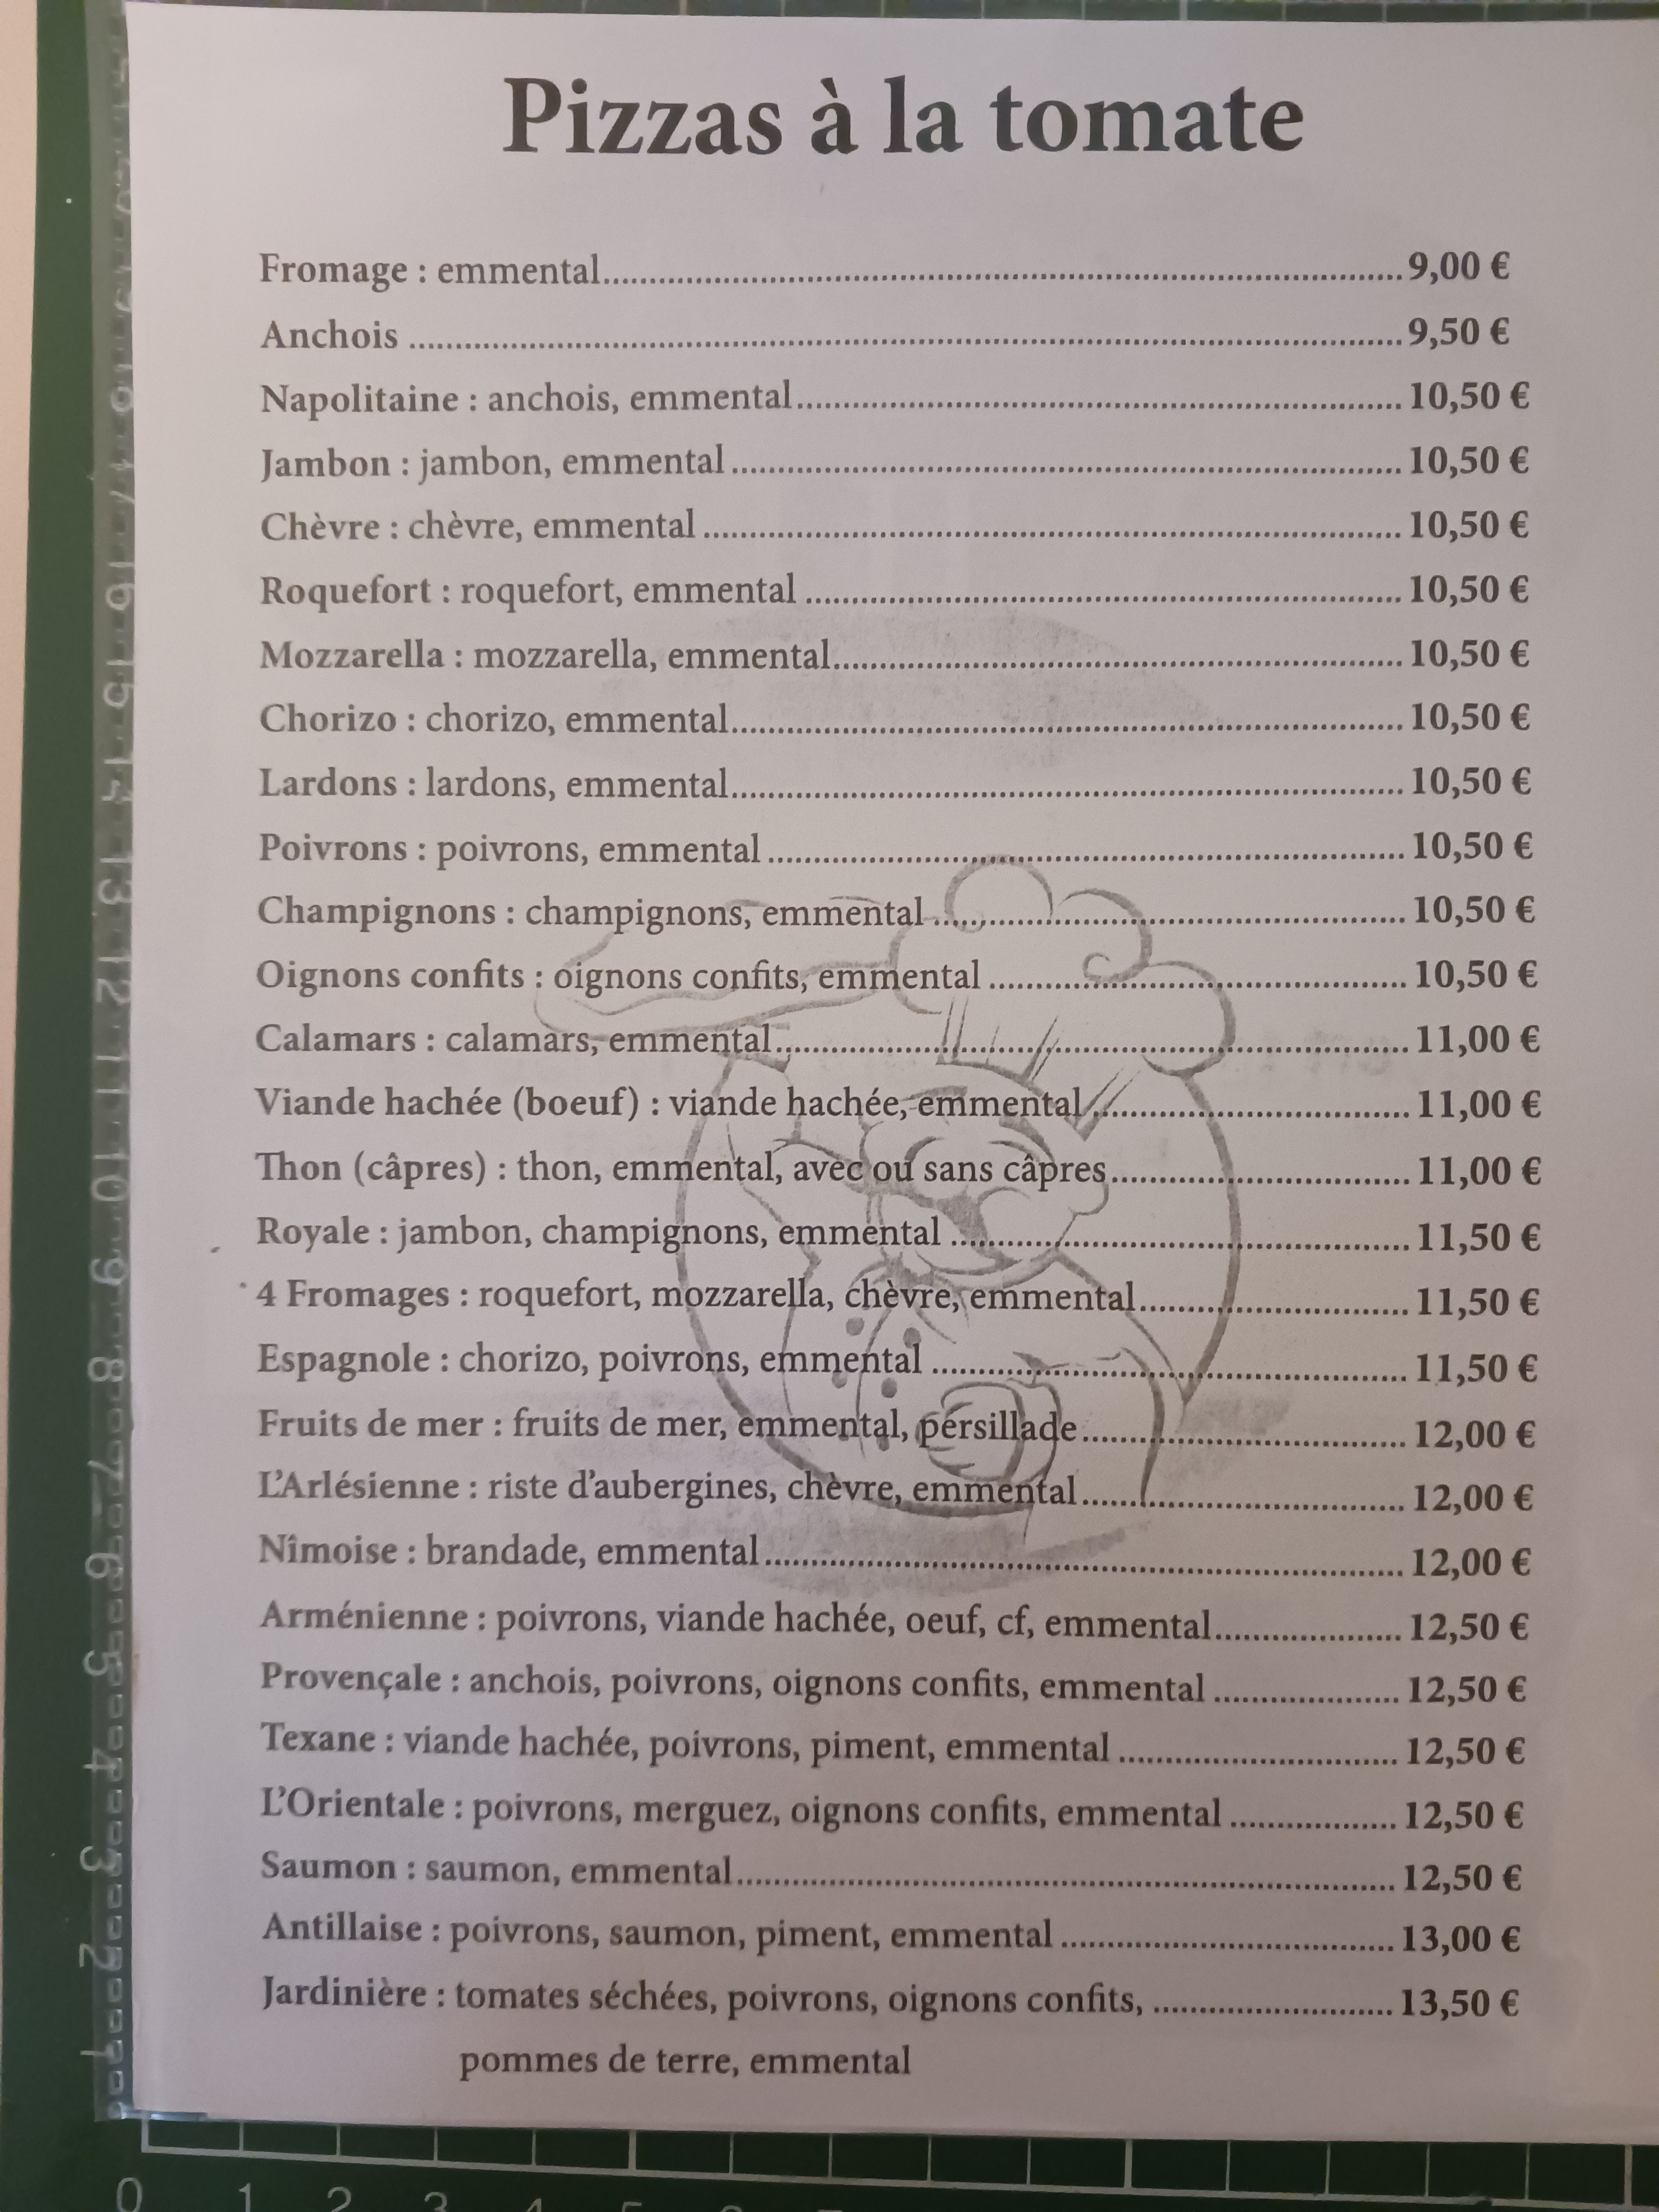 Pizzas à la tomate
Fromage : emmental.......... 9,00 €
Anchois .......... 9,50 €
Napolitaine : anchois, emmental.......... 10,50 €
Jambon : jambon, emmental .......... 10,50 €
Chèvre : chèvre, emmental .......... 10,50 €
Roquefort : roquefort, emmental .......... 10,50 €
Mozzarella : mozzarella, emmental.......... 10,50 €
Chorizo : chorizo, emmental.......... 10,50 €
Lardons : lardons, emmental.......... 10,50 €
Poivrons : poivrons, emmental .......... 10,50 €
Champignons : champignons, emmental .......... 10,50 €
Oignons confits : oignons confits, emmental .......... 10,50 €
Calamars : calamars, emmental.......... 11,00 €
Viande hachée (boeuf) : viande hachée, emmental .......... 11,00 €
Thon (câpres) : thon, emmental, avec ou sans câpres.......... 11,00 €
Royale : jambon, champignons, emmental .......... 11,50 €
4 Fromages : roquefort, mozzarella, chèvre, emmental.......... 11,50 €
Espagnole : chorizo, poivrons, emmental .......... 11,50 €
Fruits de mer : fruits de mer, emmental, persillade.......... 12,00 €
L'Arlésienne : riste d'aubergines, chèvre, emmental.......... 12,00 €
Nîmoise : brandade, emmental.......... 12,00 €
Arménienne : poivrons, viande hachée, oeuf, cf, emmental.......... 12,50 €
Provençale : anchois, poivrons, oignons confits, emmental .......... 12,50 €
Texane : viande hachée, poivrons, piment, emmental .......... 12,50 €
L'Orientale : poivrons, merguez, oignons confits, emmental .......... 12,50 €
Saumon : saumon, emmental.......... 12,50 €
Antillaise : poivrons, saumon, piment, emmental .......... 13,00 €
Jardinière : tomates séchées, poivrons, oignons confits, .......... 13,50 €
pommes de terre, emmental
0 1 2 3 4 5 6